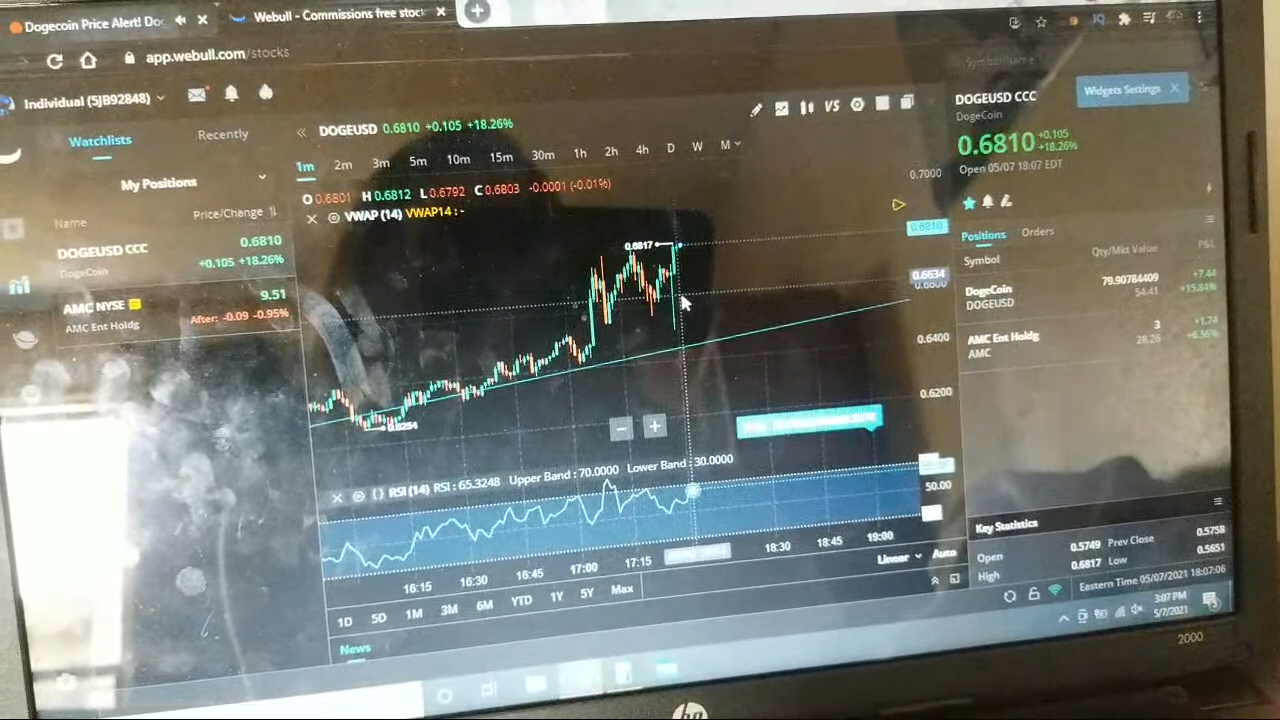 Dogecoin Price Alert! Doc
Webull - Commissions free stoc
app.webull.com/stocks
Individual (5JB92848)
Watchlists
Recently
My Positions
Name
Price/Change
DOGEUSD CCC
0.6810
DogeCoin
+0.105 +18.26%
AMC NYSE
9.51
AMC Ent Holdg
After: -0.09 -0.95%
DOGEUSD 0.6810 +0.105 +18.26%
VS
1m 2m 3m 5m 10m 15m 30m 1h 2h 4h D W M
O 0.6801 H 0.6812 L 0.6792 C 0.6803 -0.0001 (-0.01%)
VWAP (14) VWAP14 : -
0.7000
0.6810
0.6817
0.6634
0.6400
0.6200
RSI (14) RSI : 65.3248 Upper Band : 70.0000 Lower Band : 30.0000
50.00
16:15 16:30 16:45 17:00 17:15 18:30 18:45 19:00
Linear Auto
1D 5D 1M 3M 6M YTD 1Y 5Y Max
News
Symbol/Name
DOGEUSD CCC
Widgets Settings
DogeCoin
0.6810 +0.105
+18.26%
Open 05/07 18:07 EDT
Positions Orders
Symbol
Qty/Mkt Value
P&L
DogeCoin
79.90784409
+7.44
DOGEUSD
54.41
+15.84%
AMC Ent Holdg
3
+1.74
AMC
28.26
+6.56%
Key Statistics
Open 0.5749 Prev Close 0.5758
High 0.6817 Low 0.5651
Eastern Time 05/07/2021 18:07:06
3:07 PM
5/7/2021
2000
hp